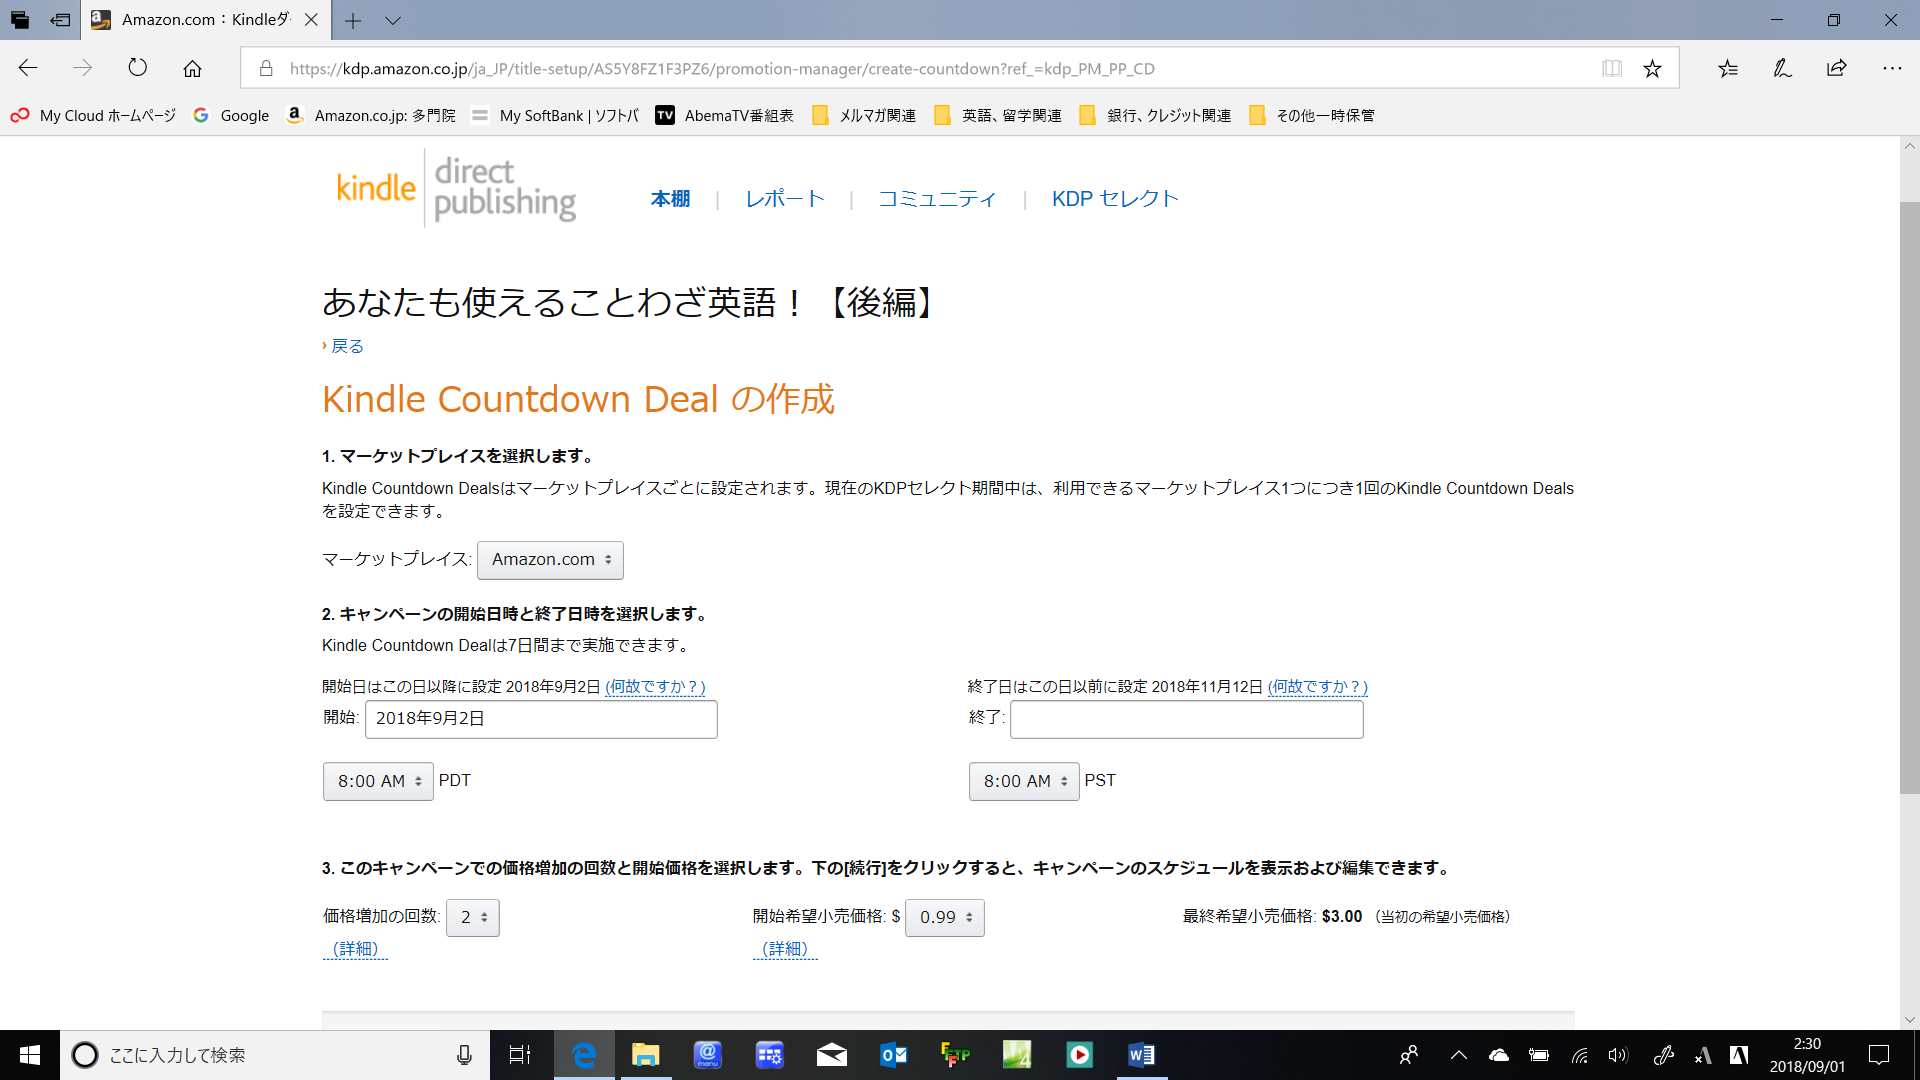 Amazon.com：Kindleダ
https://kdp.amazon.co.jp/ja_JP/title-setup/AS5Y8FZ1F3PZ6/promotion-manager/create-countdown?ref_=kdp_PM_PP_CD
My Cloud ホームページ Google Amazon.co.jp: 多門院 My SoftBank | ソフトバ AbemaTV番組表 メルマガ関連 英語、留学関連 銀行、クレジット関連 その他一時保管
kindle direct publishing
本棚 | レポート | コミュニティ | KDP セレクト
あなたも使えることわざ英語！【後編】
› 戻る
Kindle Countdown Deal の作成
1. マーケットプレイスを選択します。
Kindle Countdown Dealsはマーケットプレイスごとに設定されます。現在のKDPセレクト期間中は、利用できるマーケットプレイス1つにつき1回のKindle Countdown Deals
を設定できます。
マーケットプレイス: Amazon.com
2. キャンペーンの開始日時と終了日時を選択します。
Kindle Countdown Dealは7日間まで実施できます。
開始日はこの日以降に設定 2018年9月2日 (何故ですか？) 終了日はこの日以前に設定 2018年11月12日 (何故ですか？)
開始: 2018年9月2日 終了:
8:00 AM PDT 8:00 AM PST
3. このキャンペーンでの価格増加の回数と開始価格を選択します。下の[続行]をクリックすると、キャンペーンのスケジュールを表示および編集できます。
価格増加の回数: 2 開始希望小売価格: $ 0.99 最終希望小売価格: $3.00 （当初の希望小売価格）
（詳細） （詳細）
ここに入力して検索
2:30
2018/09/01